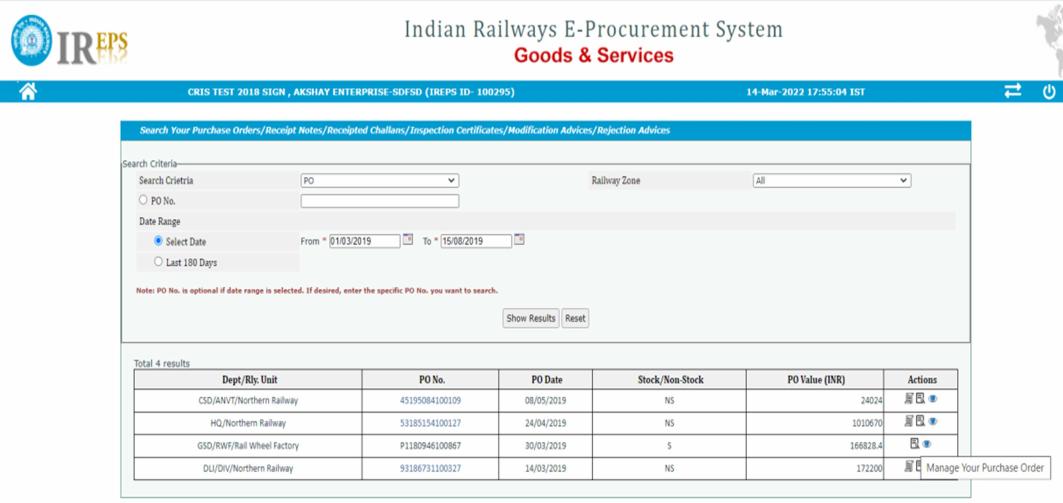 IREPS
Indian Railways E-Procurement System
Goods & Services
CRIS TEST 2018 SIGN , AKSHAY ENTERPRISE-SDFSD (IREPS ID- 100295) 14-Mar-2022 17:55:04 IST
Search Your Purchase Orders/Receipt Notes/Receipted Challans/Inspection Certificates/Modification Advices/Rejection Advices
Search Criteria
Search Crietria PO Railway Zone All
PO No.
Date Range
Select Date From * 01/03/2019 To * 15/08/2019
Last 180 Days
Note: PO No. is optional if date range is selected. If desired, enter the specific PO No. you want to search.
Show Results Reset
Total 4 results
Dept/Rly. Unit PO No. PO Date Stock/Non-Stock PO Value (INR) Actions
CSD/ANVT/Northern Railway 45195084100109 08/05/2019 NS 24024
HQ/Northern Railway 53185154100127 24/04/2019 NS 1010670
GSD/RWF/Rail Wheel Factory P1180946100867 30/03/2019 S 166828.4
DLI/DIV/Northern Railway 93186731100327 14/03/2019 NS 172200
Manage Your Purchase Order